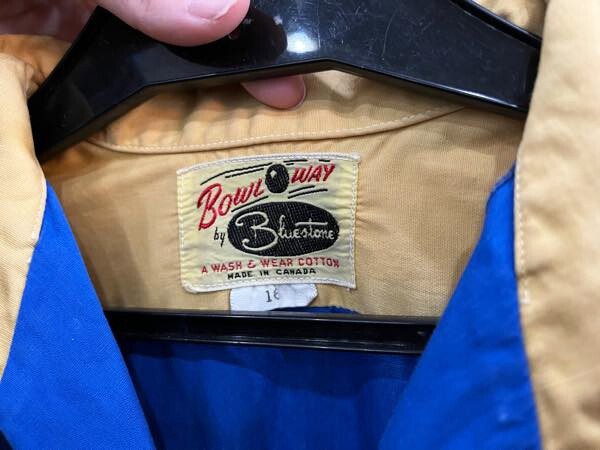 BOWL O WAY
by Bluestone
A WASH & WEAR COTTON
MADE IN CANADA
16